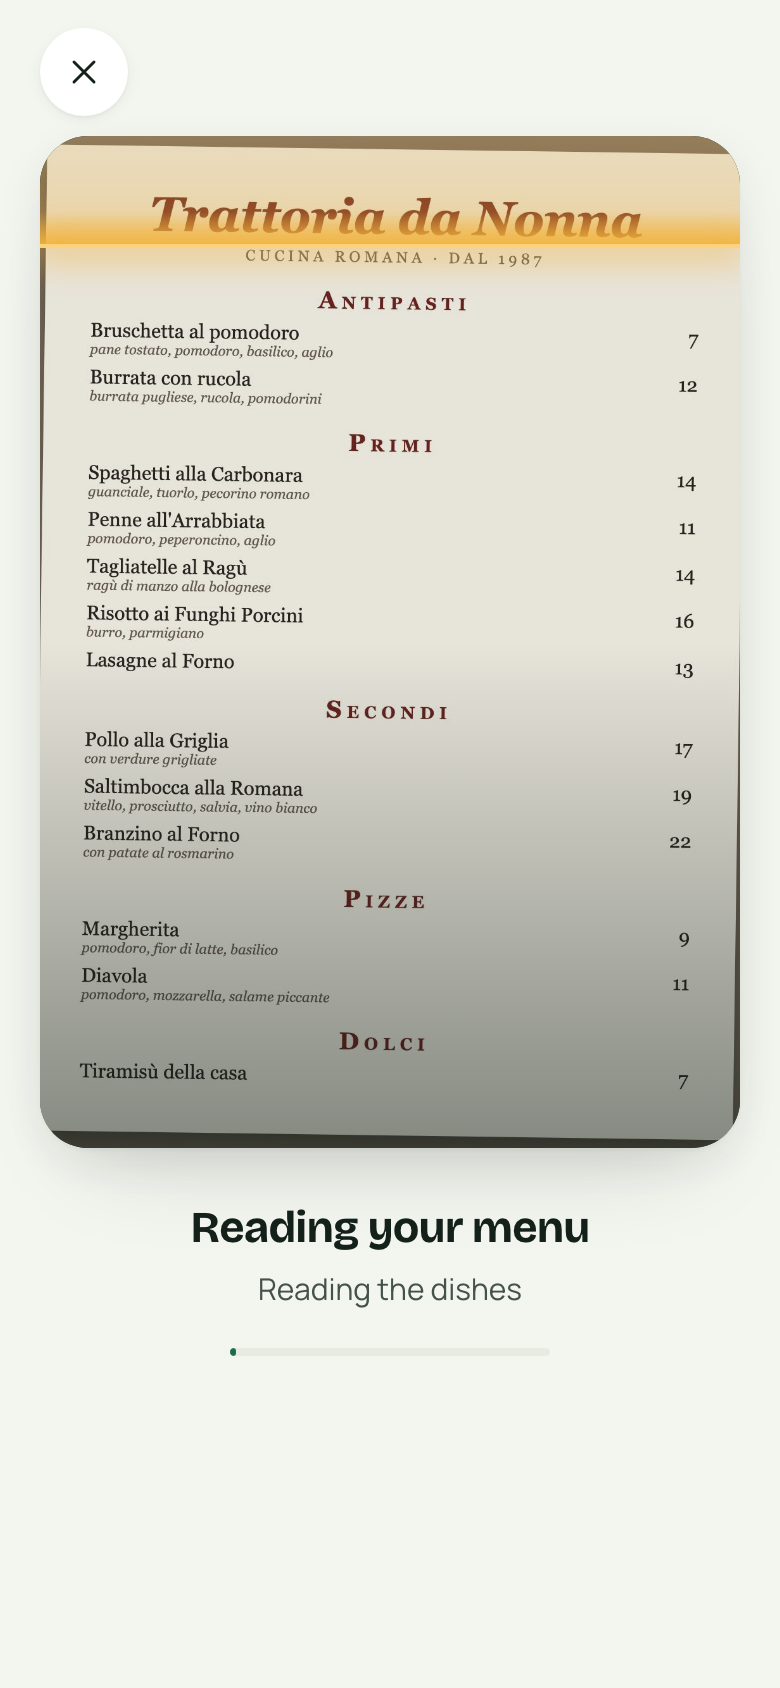 Trattoria da Nonna
CUCINA ROMANA · DAL 1987
ANTIPASTI
Bruschetta al pomodoro 7
pane tostato, pomodoro, basilico, aglio
Burrata con rucola 12
burrata pugliese, rucola, pomodorini
PRIMI
Spaghetti alla Carbonara 14
guanciale, tuorlo, pecorino romano
Penne all'Arrabbiata 11
pomodoro, peperoncino, aglio
Tagliatelle al Ragù 14
ragù di manzo alla bolognese
Risotto ai Funghi Porcini 16
burro, parmigiano
Lasagne al Forno 13
SECONDI
Pollo alla Griglia 17
con verdure grigliate
Saltimbocca alla Romana 19
vitello, prosciutto, salvia, vino bianco
Branzino al Forno 22
con patate al rosmarino
PIZZE
Margherita 9
pomodoro, fior di latte, basilico
Diavola 11
pomodoro, mozzarella, salame piccante
DOLCI
Tiramisù della casa 7
Reading your menu
Reading the dishes